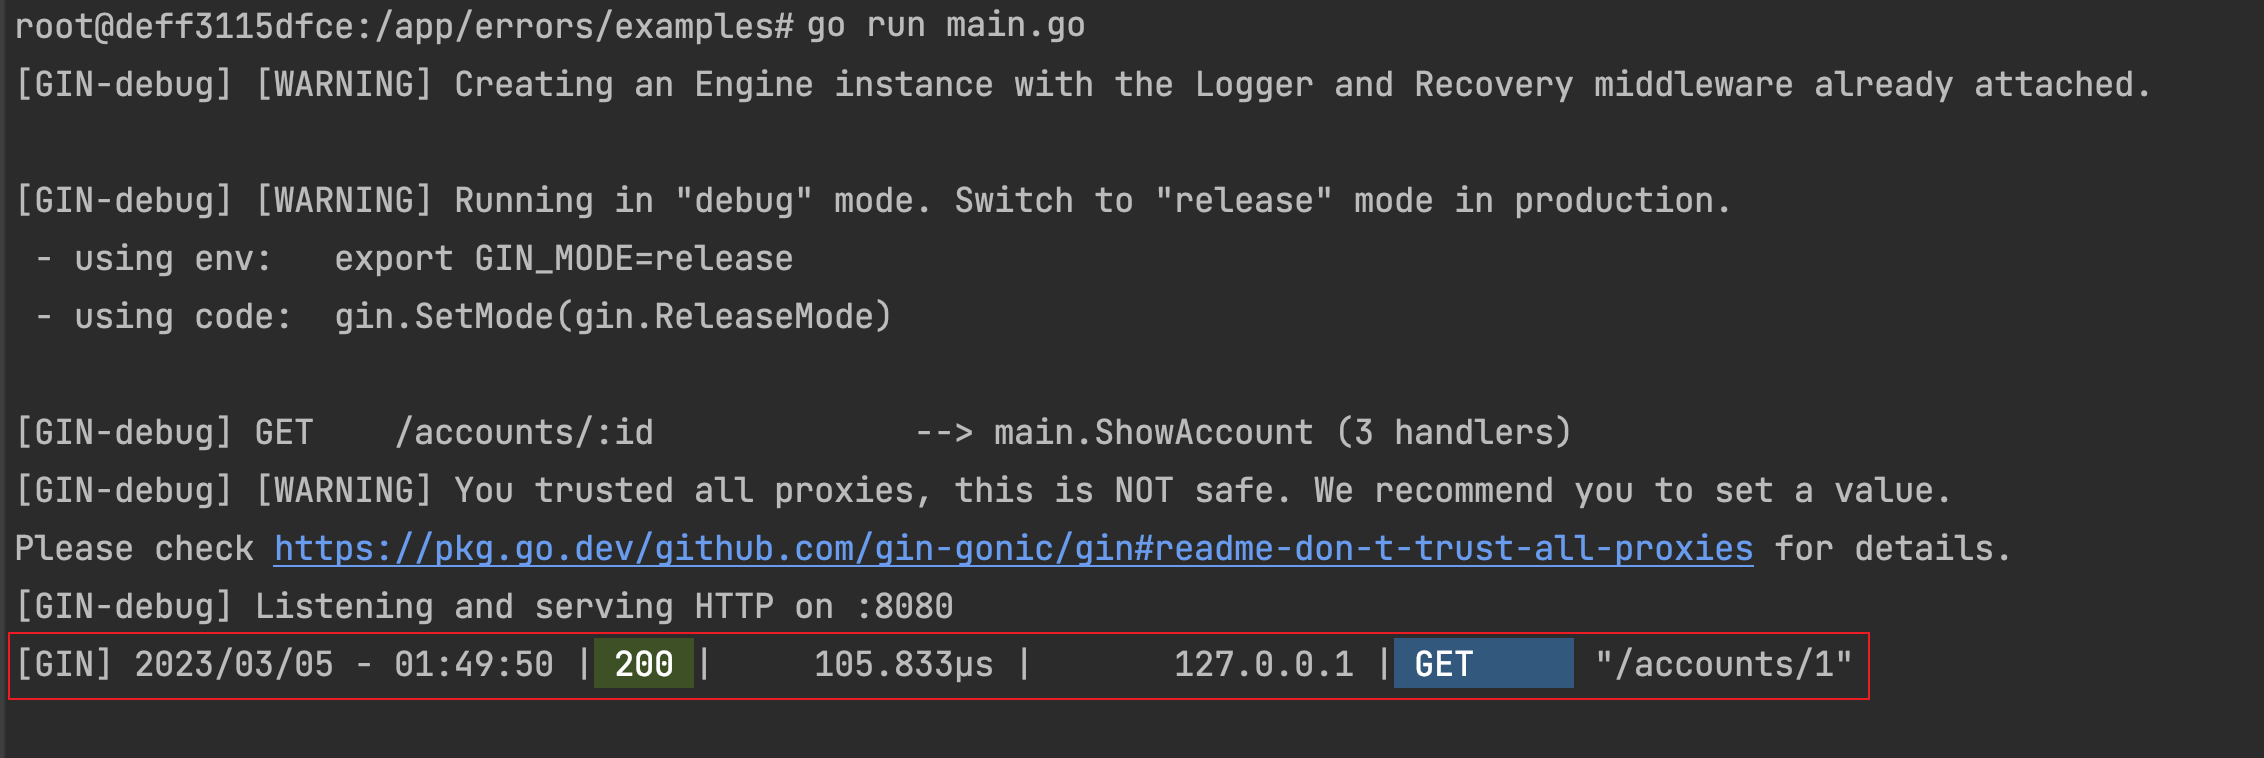 root@deff3115dfce:/app/errors/examples# go run main.go
[GIN-debug] [WARNING] Creating an Engine instance with the Logger and Recovery middleware already attached.
[GIN-debug] [WARNING] Running in "debug" mode. Switch to "release" mode in production.
 - using env:   export GIN_MODE=release
 - using code:  gin.SetMode(gin.ReleaseMode)
[GIN-debug] GET    /accounts/:id             --> main.ShowAccount (3 handlers)
[GIN-debug] [WARNING] You trusted all proxies, this is NOT safe. We recommend you to set a value.
Please check https://pkg.go.dev/github.com/gin-gonic/gin#readme-don-t-trust-all-proxies for details.
[GIN-debug] Listening and serving HTTP on :8080
[GIN] 2023/03/05 - 01:49:50 | 200 |     105.833µs |       127.0.0.1 | GET      "/accounts/1"